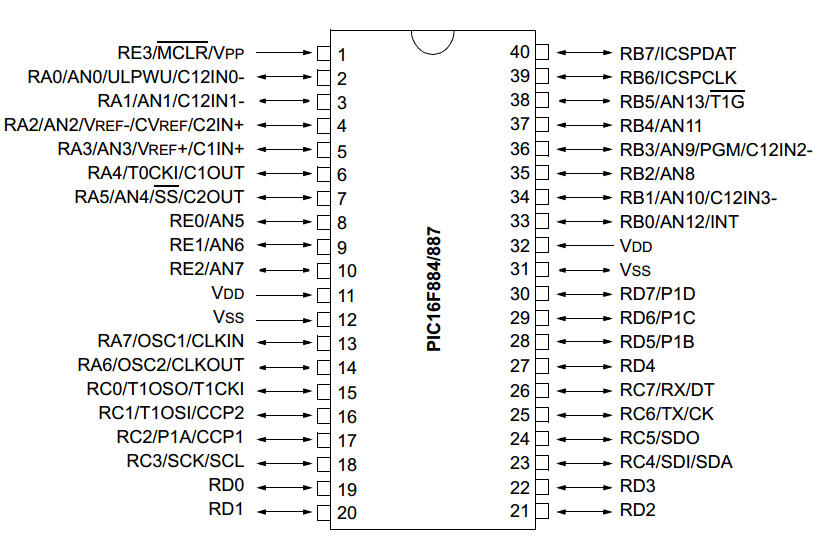 RE3/MCLR/VPP 1
RA0/AN0/ULPWU/C12IN0- 2
RA1/AN1/C12IN1- 3
RA2/AN2/VREF-/CVREF/C2IN+ 4
RA3/AN3/VREF+/C1IN+ 5
RA4/T0CKI/C1OUT 6
RA5/AN4/SS/C2OUT 7
RE0/AN5 8
RE1/AN6 9
RE2/AN7 10
VDD 11
VSS 12
RA7/OSC1/CLKIN 13
RA6/OSC2/CLKOUT 14
RC0/T1OSO/T1CKI 15
RC1/T1OSI/CCP2 16
RC2/P1A/CCP1 17
RC3/SCK/SCL 18
RD0 19
RD1 20
PIC16F884/887
40 RB7/ICSPDAT
39 RB6/ICSPCLK
38 RB5/AN13/T1G
37 RB4/AN11
36 RB3/AN9/PGM/C12IN2-
35 RB2/AN8
34 RB1/AN10/C12IN3-
33 RB0/AN12/INT
32 VDD
31 VSS
30 RD7/P1D
29 RD6/P1C
28 RD5/P1B
27 RD4
26 RC7/RX/DT
25 RC6/TX/CK
24 RC5/SDO
23 RC4/SDI/SDA
22 RD3
21 RD2